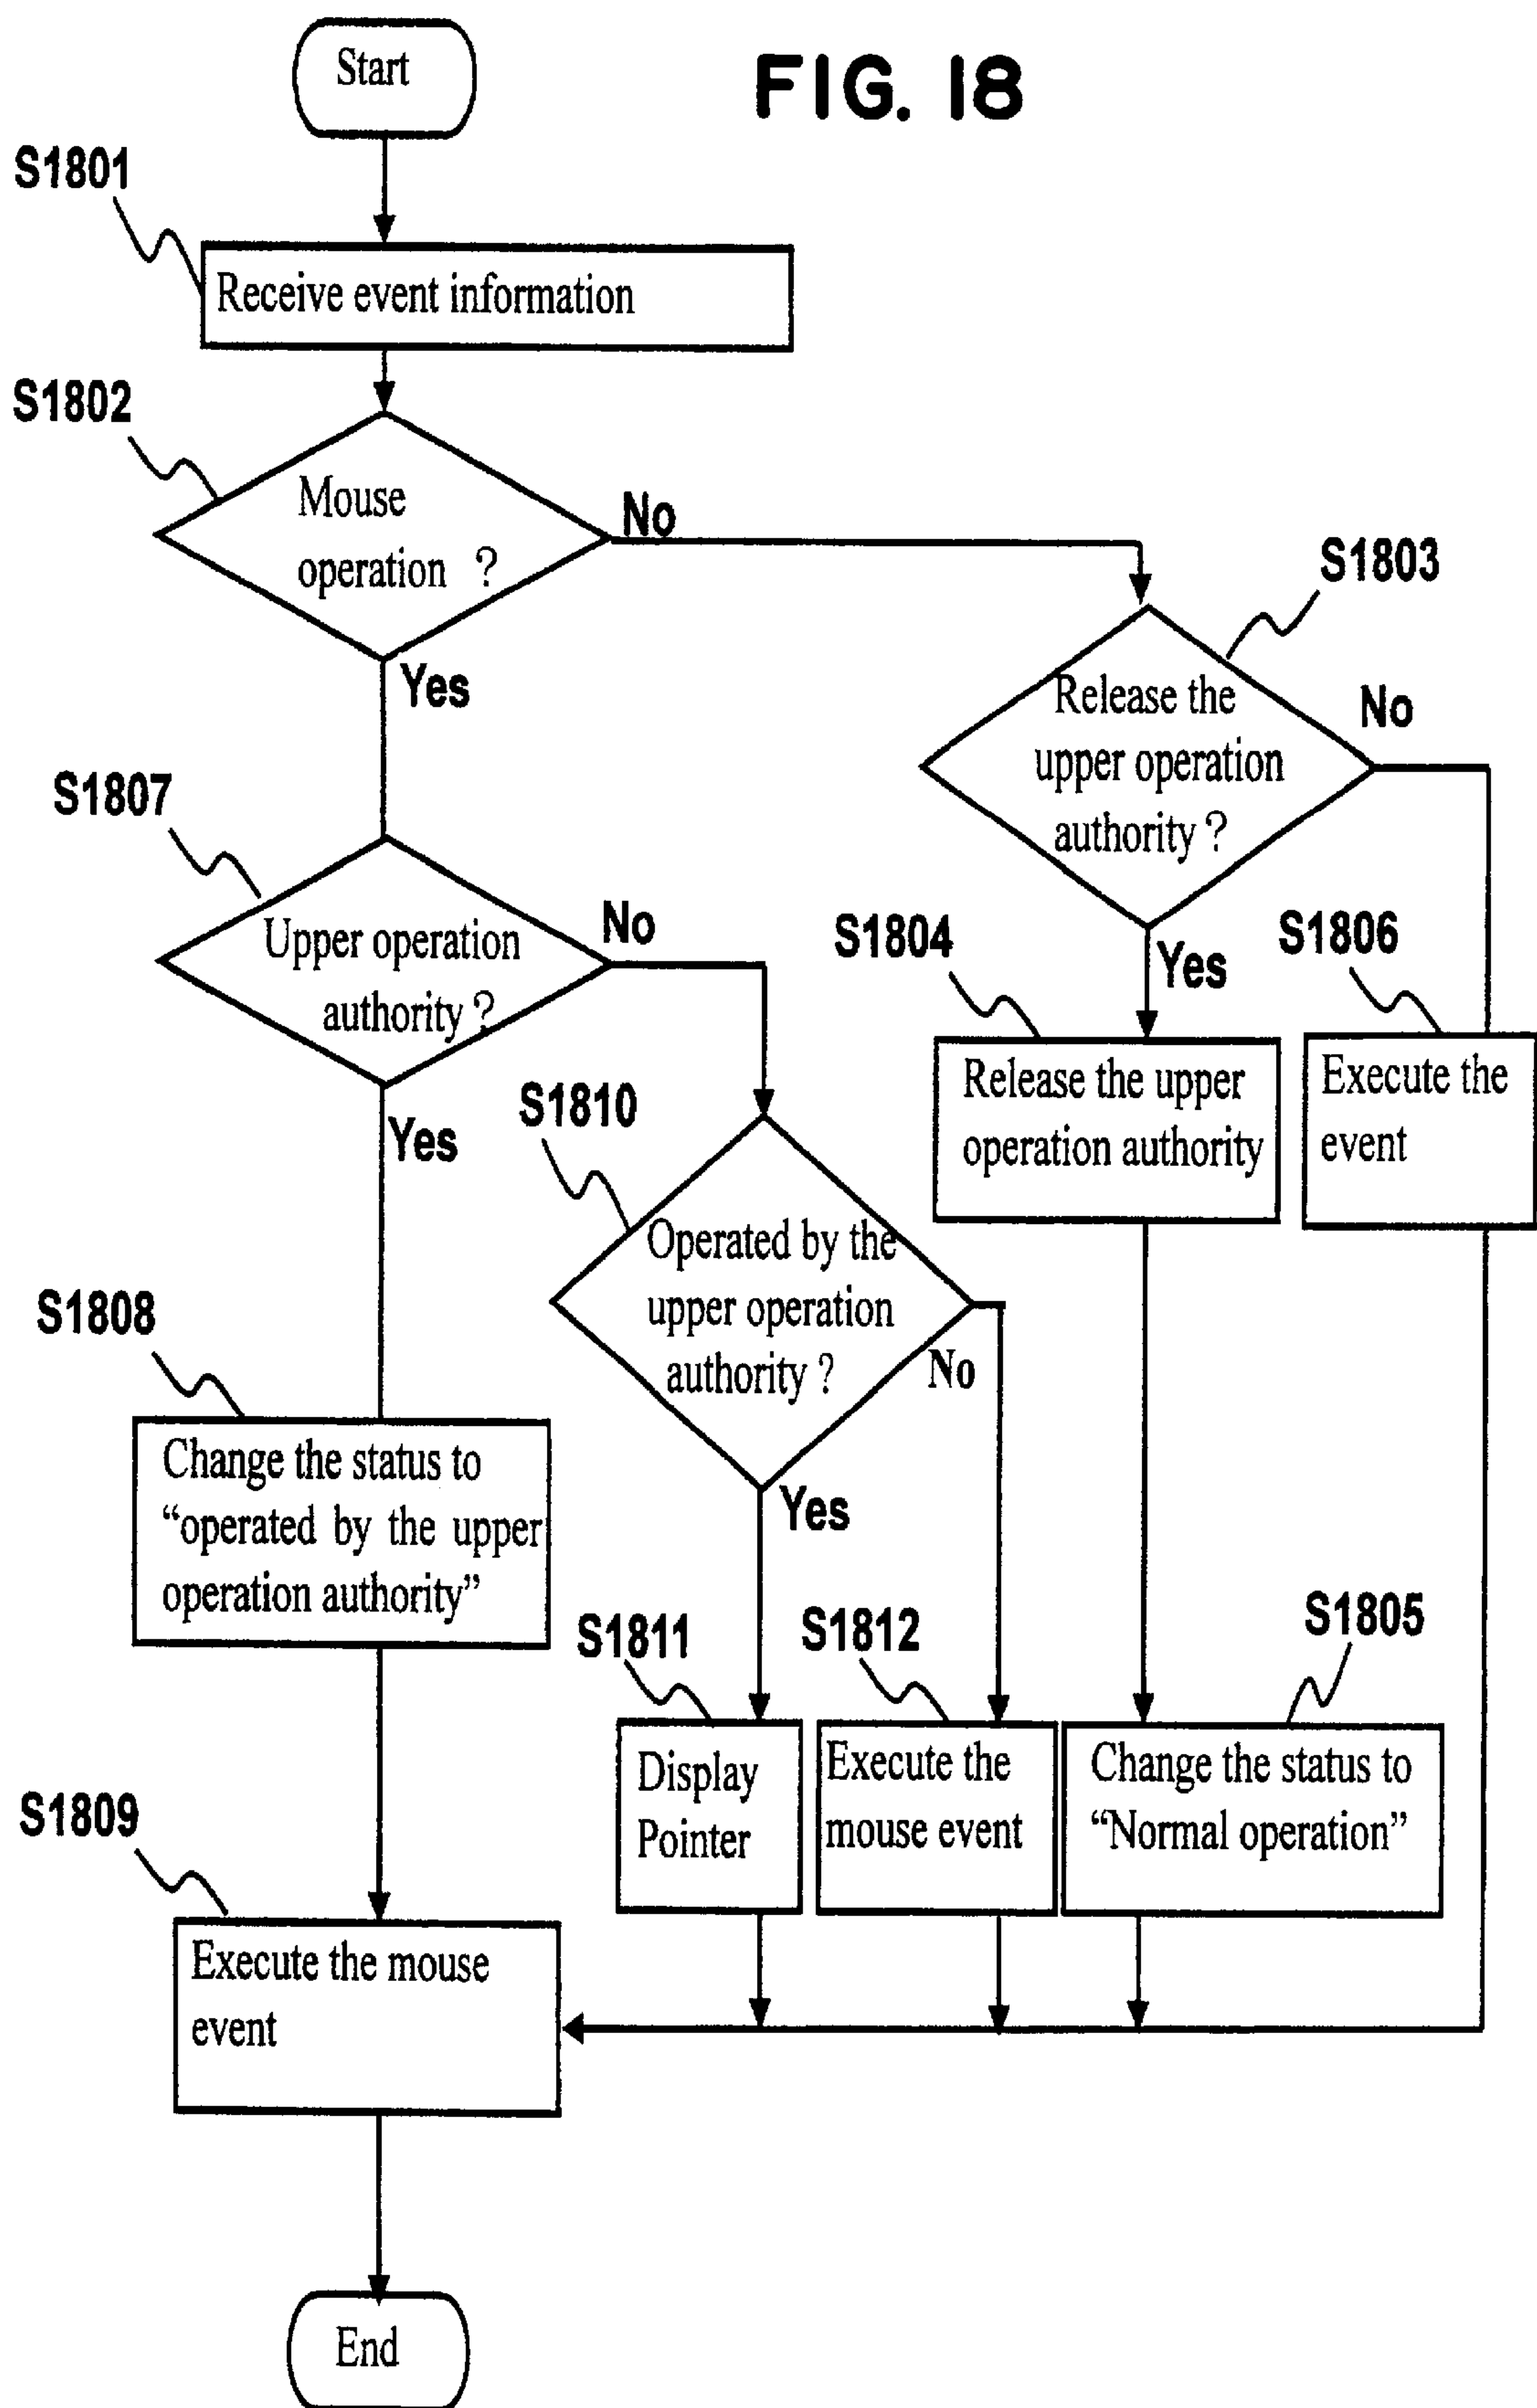 Start
FIG. 18
S1801
Receive event information
S1802
Mouse
operation ?
No
Yes
S1803
Release the
upper operation
authority ?
No
Yes
S1807
Upper operation
authority ?
No
Yes
S1804
Release the upper
operation authority
S1806
Execute the
event
S1810
Operated by the
upper operation
authority ?
No
Yes
S1808
Change the status to
“operated by the upper
operation authority”
S1811
Display
Pointer
S1812
Execute the
mouse event
S1805
Change the status to
“Normal operation”
S1809
Execute the mouse
event
End